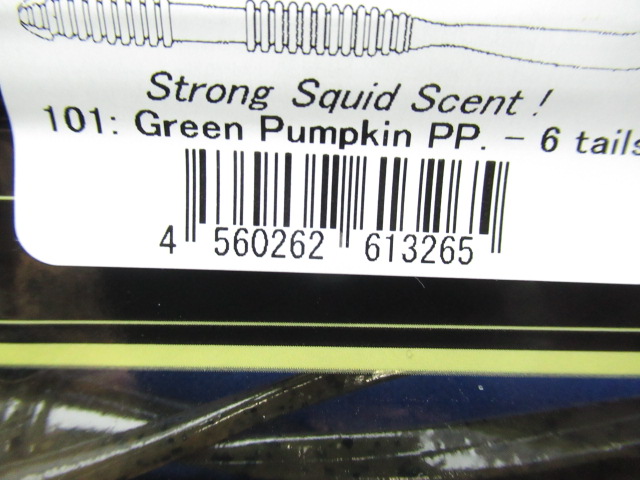 Strong Squid Scent !
101: Green Pumpkin PP. - 6 tails
4 560262 613265